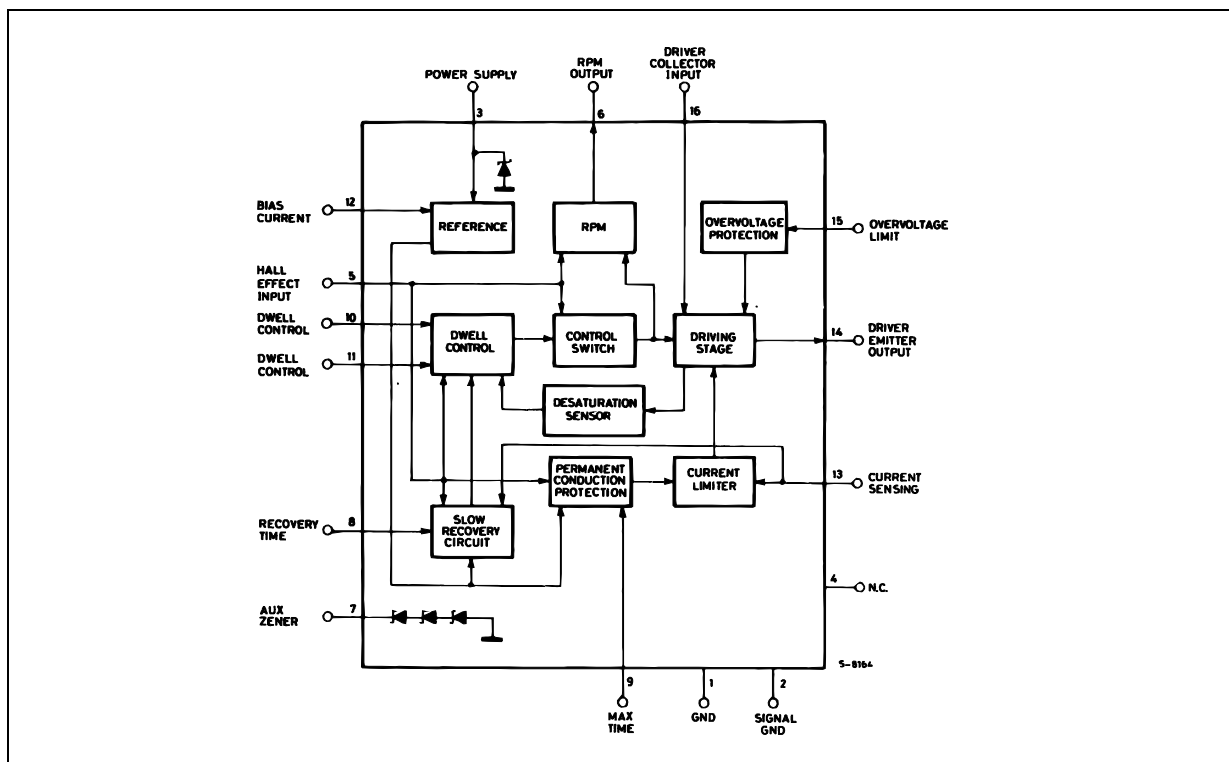 DRIVER
COLLECTOR
INPUT
RPM
OUTPUT
POWER SUPPLY
3
6
16
BIAS
CURRENT
12
REFERENCE
RPM
OVERVOLTAGE
PROTECTION
15
OVERVOLTAGE
LIMIT
HALL
EFFECT
INPUT
5
DWELL
CONTROL
10
DWELL
CONTROL
CONTROL
SWITCH
DRIVING
STAGE
14
DRIVER
EMITTER
OUTPUT
DWELL
CONTROL
11
DESATURATION
SENSOR
PERMANENT
CONDUCTION
PROTECTION
CURRENT
LIMITER
13
CURRENT
SENSING
RECOVERY
TIME
8
SLOW
RECOVERY
CIRCUIT
4
N.C.
AUX
ZENER
7
S-8164
9
1
2
MAX
TIME
GND
SIGNAL
GND